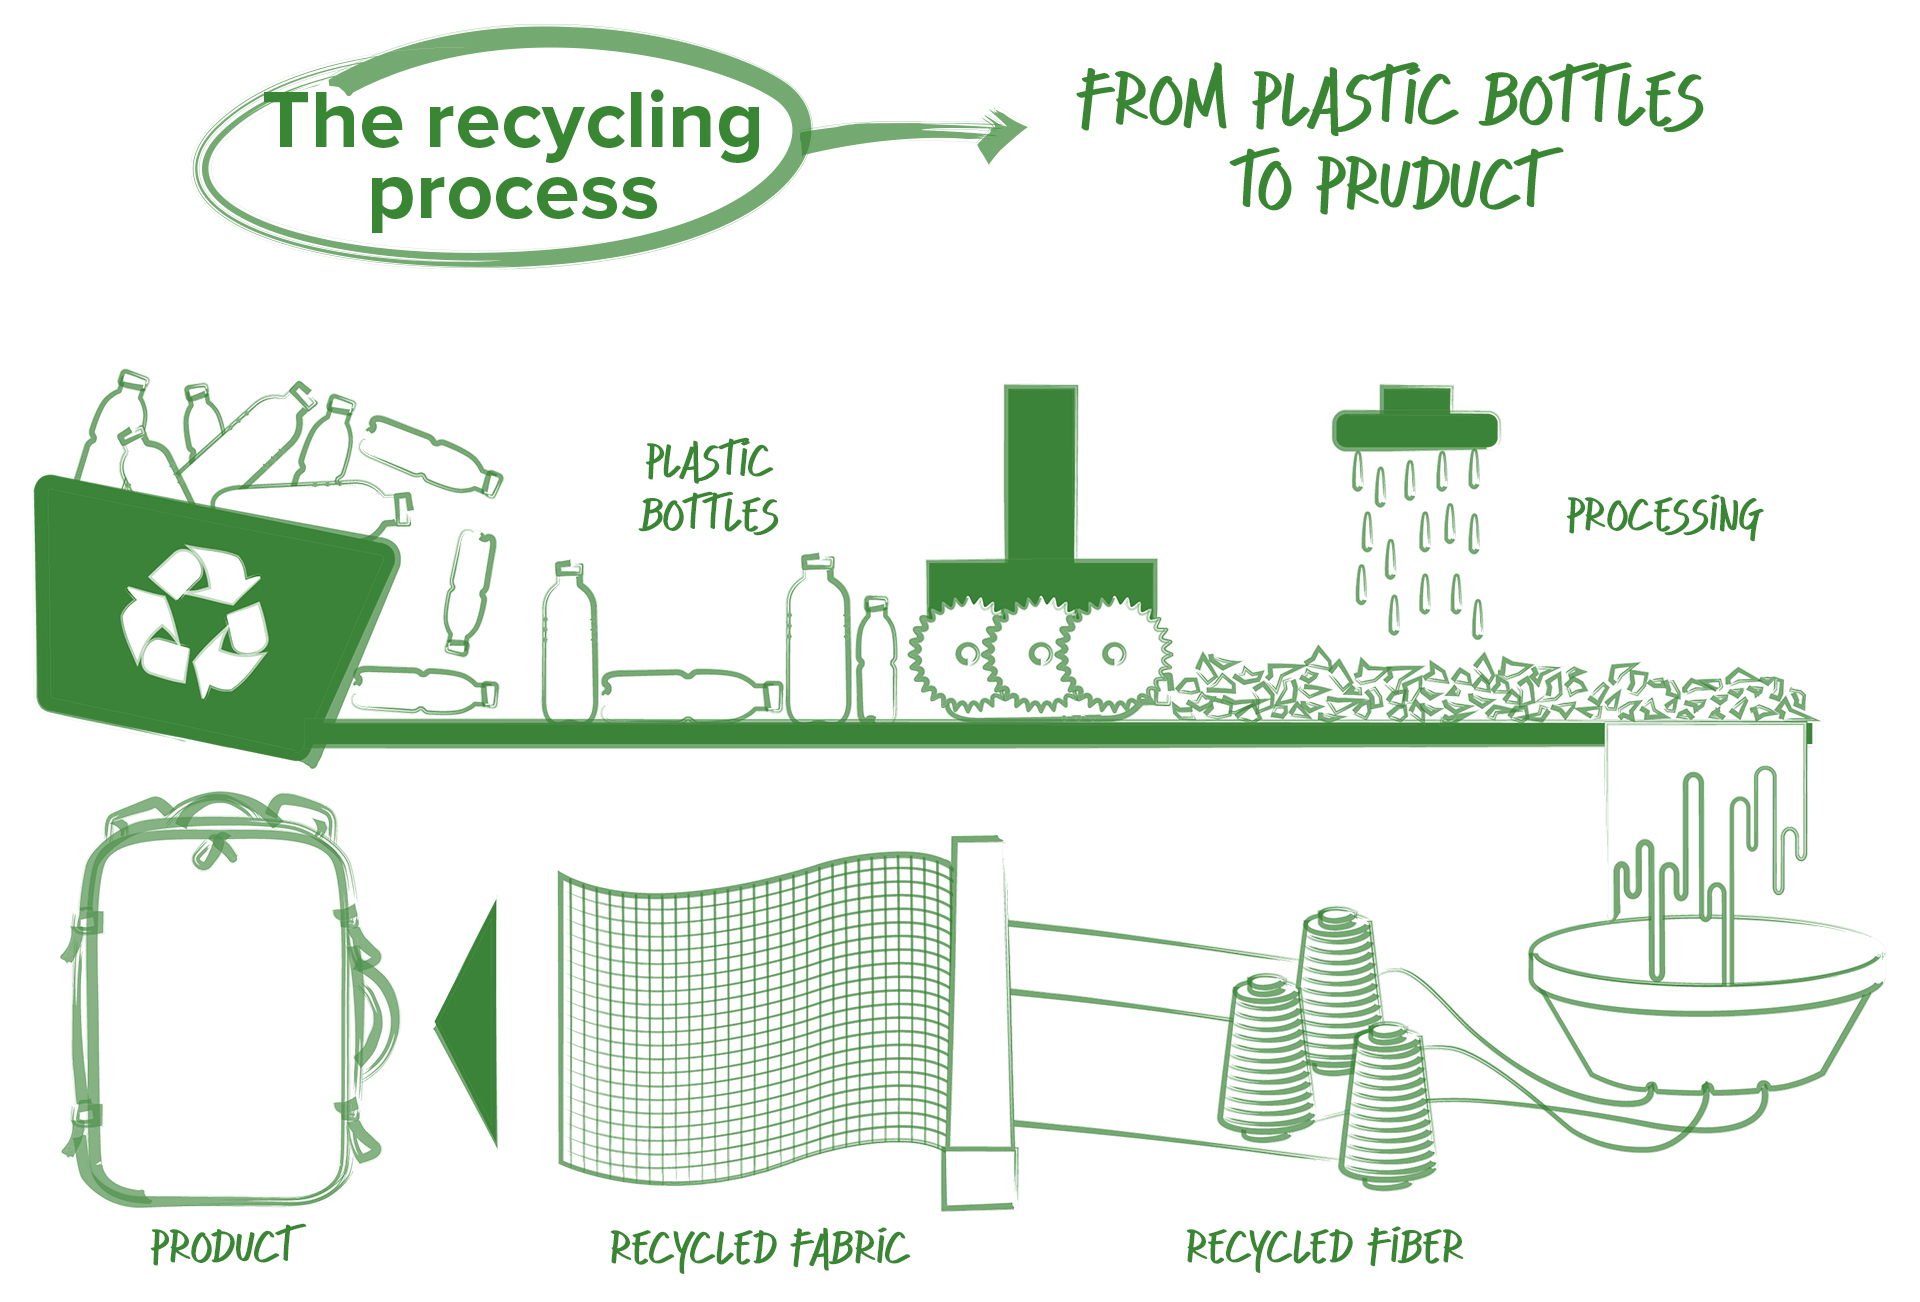 The recycling
process
FROM PLASTIC BOTTLES
TO PRUDUCT
PLASTIC
BOTTLES
PROCESSING
PRODUCT
RECYCLED FABRIC
RECYCLED FIBER